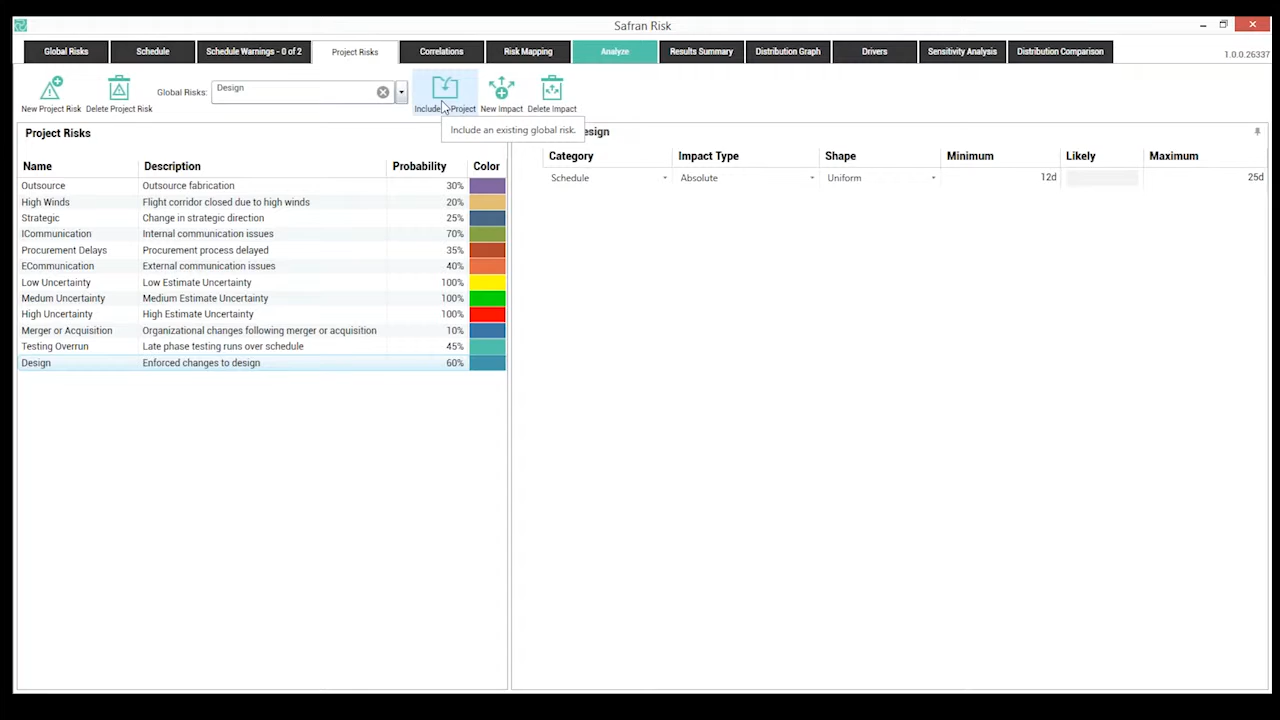 Safran Risk
Global Risks Schedule Schedule Warnings - 0 of 2 Project Risks Correlations Risk Mapping Analyze Results Summary Distribution Graph Drivers Sensitivity Analysis Distribution Comparison 1.0.0.26337
New Project Risk Delete Project Risk Global Risks: Design New Impact Delete Impact
Include an existing global risk.
Project Risks
Name Description Probability Color
Outsource Outsource fabrication 30%
High Winds Flight corridor closed due to high winds 20%
Strategic Change in strategic direction 25%
ICommunication Internal communication issues 70%
Procurement Delays Procurement process delayed 35%
ECommunication External communication issues 40%
Low Uncertainty Low Estimate Uncertainty 100%
Medum Uncertainty Medium Estimate Uncertainty 100%
High Uncertainty High Estimate Uncertainty 100%
Merger or Acquisition Organizational changes following merger or acquisition 10%
Testing Overrun Late phase testing runs over schedule 45%
Design Enforced changes to design 60%
Category Impact Type Shape Minimum Likely Maximum
Schedule Absolute Uniform 12d 25d